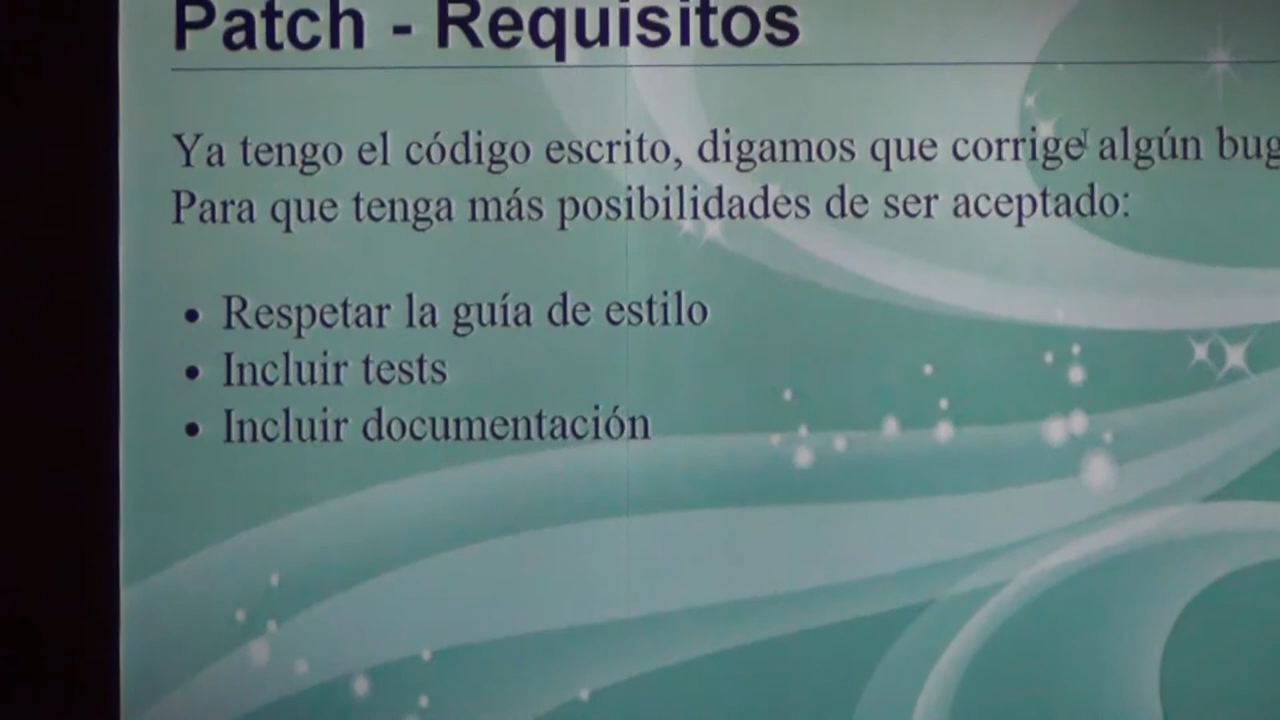 Patch - Requisitos
Ya tengo el código escrito, digamos que corrige algún bug
Para que tenga más posibilidades de ser aceptado:
• Respetar la guía de estilo
• Incluir tests
• Incluir documentación